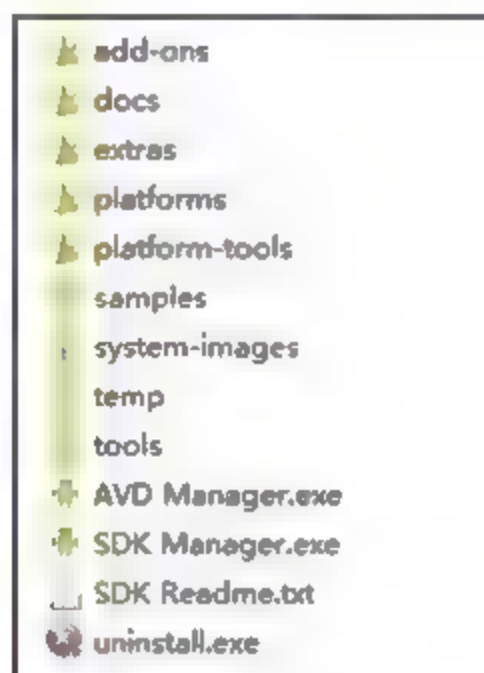 add-ons
docs
extras
platforms
platform-tools
samples
system-images
temp
tools
AVD Manager.exe
SDK Manager.exe
SDK Readme.txt
uninstall.exe